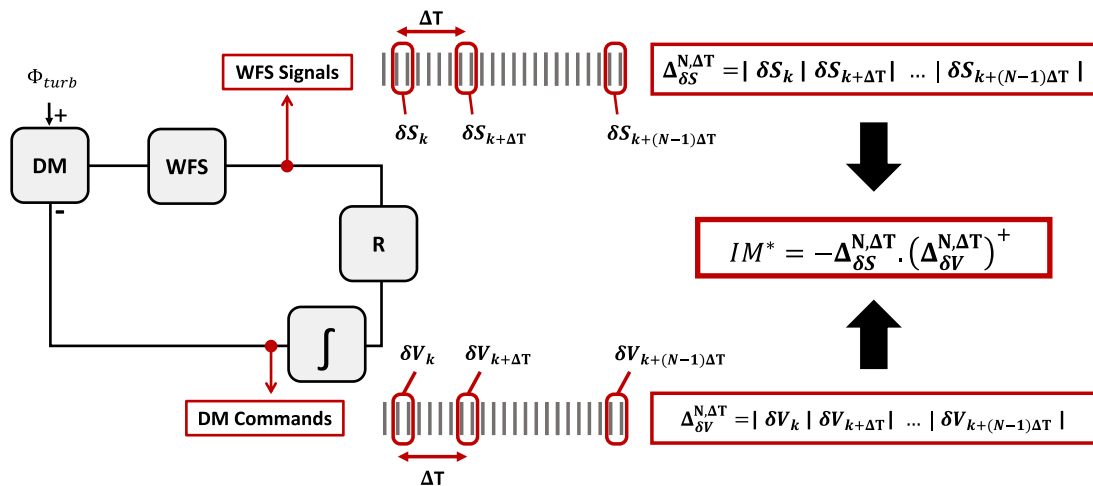 Φ_turb
+
DM
-
WFS
R
∫
WFS Signals
DM Commands
ΔT
δS_k
δS_{k+ΔT}
δS_{k+(N−1)ΔT}
δV_k
δV_{k+ΔT}
δV_{k+(N−1)ΔT}
ΔT
Δ_{δS}^{N,ΔT} =| δS_k | δS_{k+ΔT}| ... | δS_{k+(N−1)ΔT} |
IM* = −Δ_{δS}^{N,ΔT}.(Δ_{δV}^{N,ΔT})^+
Δ_{δV}^{N,ΔT} =| δV_k | δV_{k+ΔT}| ... | δV_{k+(N−1)ΔT} |